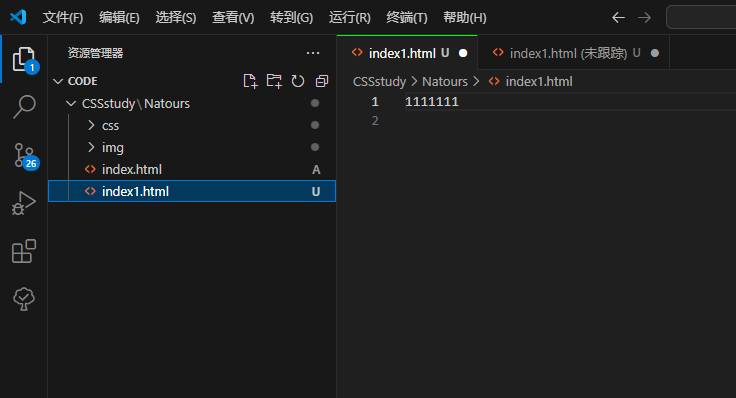 文件(F) 编辑(E) 选择(S) 查看(V) 转到(G) 运行(R) 终端(T) 帮助(H)
资源管理器 ···
index1.html U
index1.html (未跟踪) U
1
CODE
CSSstudy > Natours > index1.html
CSSstudy\Natours
1 1111111
2
css
img
26
index.html A
index1.html U